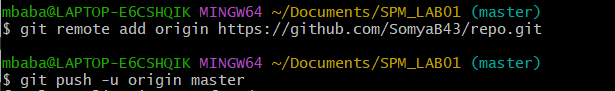 mbaba@LAPTOP-E6CSHQIK MINGW64 ~/Documents/SPM_LAB01 (master)
$ git remote add origin https://github.com/SomyaB43/repo.git
mbaba@LAPTOP-E6CSHQIK MINGW64 ~/Documents/SPM_LAB01 (master)
$ git push -u origin master